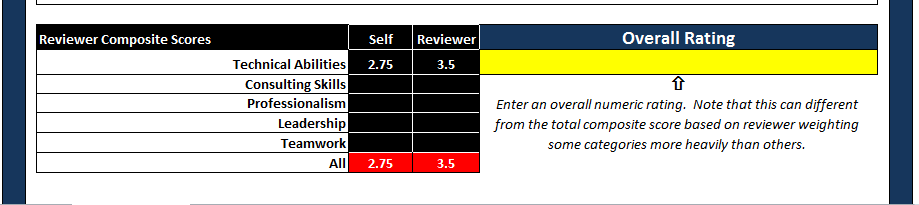 Reviewer Composite Scores Self Reviewer Overall Rating
Technical Abilities 2.75 3.5
Consulting Skills
Professionalism
Leadership
Teamwork
All 2.75 3.5
Enter an overall numeric rating. Note that this can different
from the total composite score based on reviewer weighting
some categories more heavily than others.